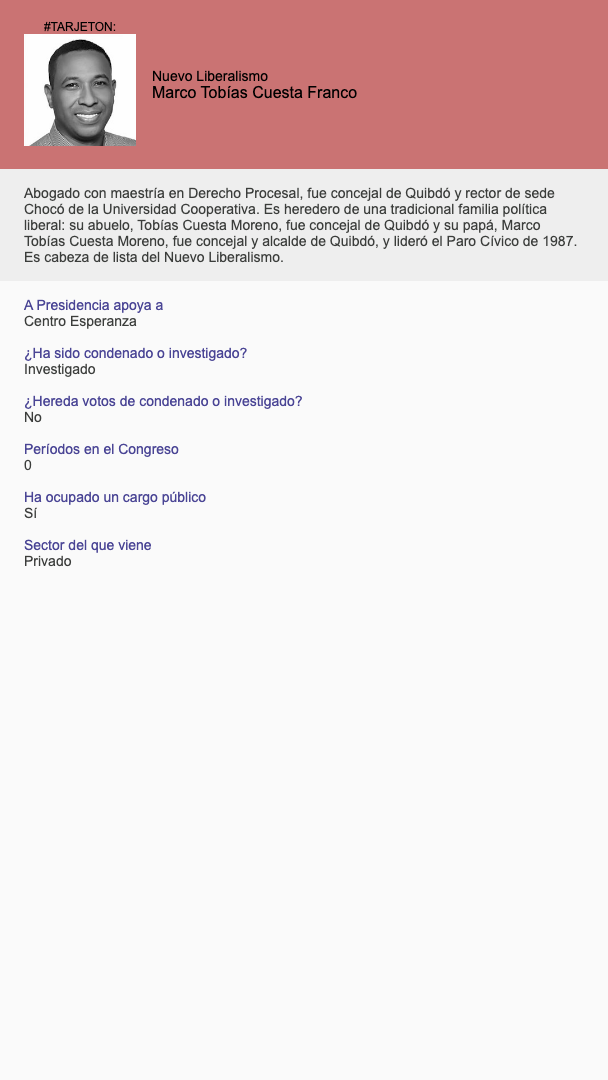 #TARJETON:
Nuevo Liberalismo
Marco Tobías Cuesta Franco
Abogado con maestría en Derecho Procesal, fue concejal de Quibdó y rector de sede
Chocó de la Universidad Cooperativa. Es heredero de una tradicional familia política
liberal: su abuelo, Tobías Cuesta Moreno, fue concejal de Quibdó y su papá, Marco
Tobías Cuesta Moreno, fue concejal y alcalde de Quibdó, y lideró el Paro Cívico de 1987.
Es cabeza de lista del Nuevo Liberalismo.
A Presidencia apoya a
Centro Esperanza
¿Ha sido condenado o investigado?
Investigado
¿Hereda votos de condenado o investigado?
No
Períodos en el Congreso
0
Ha ocupado un cargo público
Sí
Sector del que viene
Privado